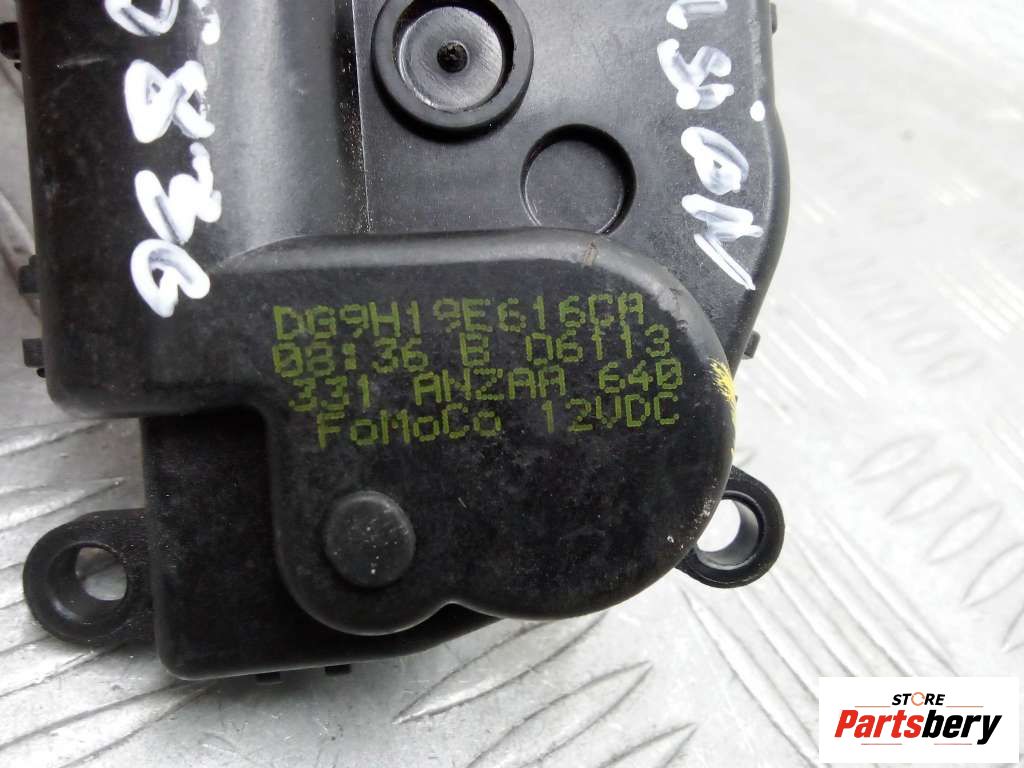 DG9H19E616CA
08:36 B 06113
331 ANZAA 640
FoMoCo 12VDC
STORE
Partsbery